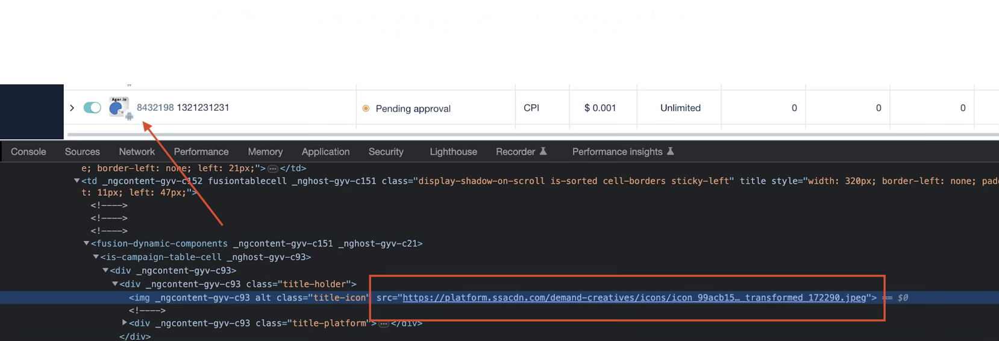 Agar.io
8432198 1321231231 Pending approval CPI $ 0.001 Unlimited 0 0 0
Console Sources Network Performance Memory Application Security Lighthouse Recorder Performance insights
e; border-left: none; left: 21px;">…</td>
▼<td _ngcontent-gyv-c152 fusiontablecell _nghost-gyv-c151 class="display-shadow-on-scroll is-sorted cell-borders sticky-left" title style="width: 320px; border-left: none;
t: 11px; left: 47px;">
<!---->
<!---->
<!---->
▼<fusion-dynamic-components _ngcontent-gyv-c151 _nghost-gyv-c21>
▼<is-campaign-table-cell _nghost-gyv-c93>
▼<div _ngcontent-gyv-c93>
▼<div _ngcontent-gyv-c93 class="title-holder">
<img _ngcontent-gyv-c93 alt class="title-icon" src="https://platform.ssacdn.com/demand-creatives/icons/icon_99acb15…_transformed_172290.jpeg"> == $0
<!---->
▶<div _ngcontent-gyv-c93 class="title-platform">…</div>
</div>